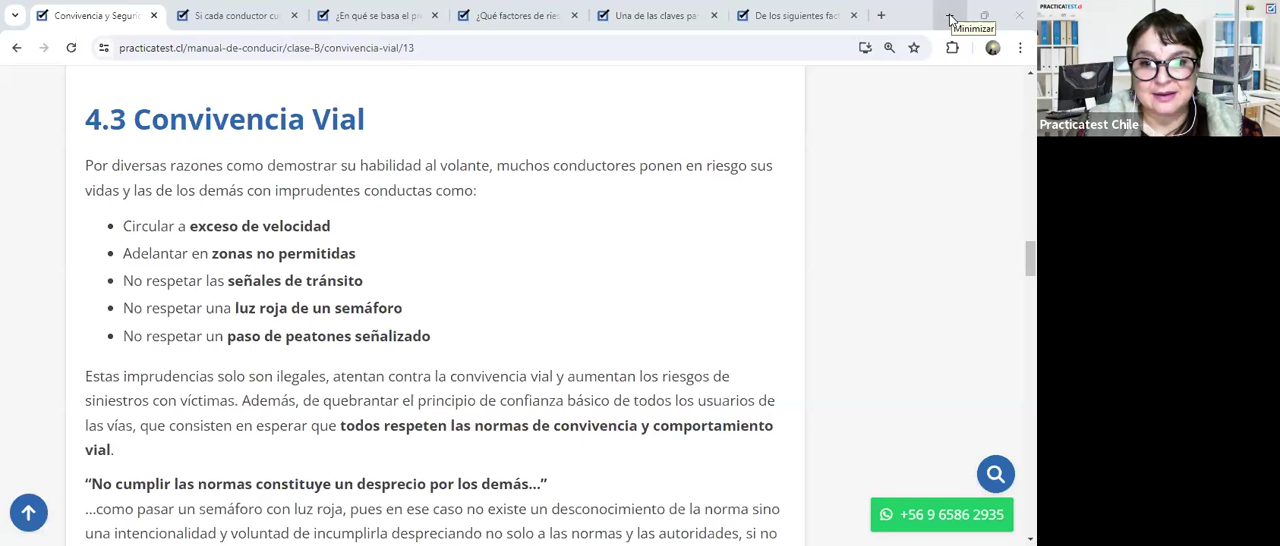 Convivencia y Seguri
Si cada conductor cu
¿En qué se basa el pr
¿Qué factores de ries
Una de las claves pa
De los siguientes fact
Minimizar
practicatest.cl/manual-de-conducir/clase-B/convivencia-vial/13
PRACTICATEST.cl
Practicatest Chile
4.3 Convivencia Vial
Por diversas razones como demostrar su habilidad al volante, muchos conductores ponen en riesgo sus
vidas y las de los demás con imprudentes conductas como:
• Circular a exceso de velocidad
• Adelantar en zonas no permitidas
• No respetar las señales de tránsito
• No respetar una luz roja de un semáforo
• No respetar un paso de peatones señalizado
Estas imprudencias solo son ilegales, atentan contra la convivencia vial y aumentan los riesgos de
siniestros con víctimas. Además, de quebrantar el principio de confianza básico de todos los usuarios de
las vías, que consisten en esperar que todos respeten las normas de convivencia y comportamiento
vial.
“No cumplir las normas constituye un desprecio por los demás...”
...como pasar un semáforo con luz roja, pues en ese caso no existe un desconocimiento de la norma sino
una intencionalidad y voluntad de incumplirla despreciando no solo a las normas y las autoridades, si no
+56 9 6586 2935